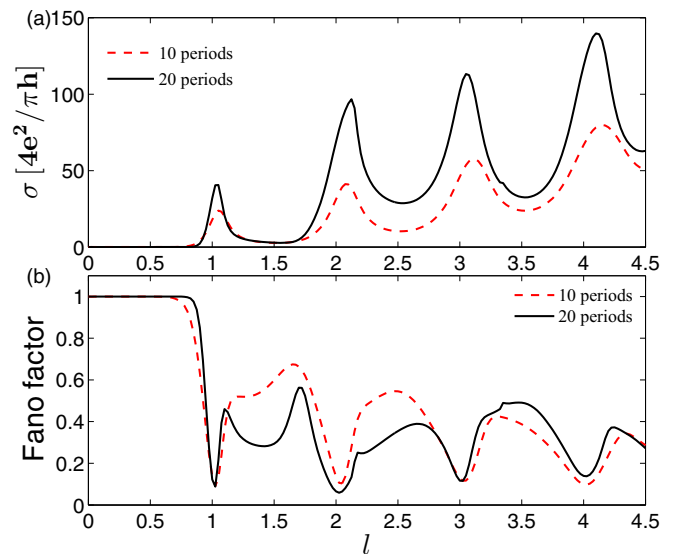 (a)
150
100
50
0
σ [4e²/πh]
10 periods
20 periods
0 0.5 1 1.5 2 2.5 3 3.5 4 4.5
(b)
1
0.8
0.6
0.4
0.2
0
Fano factor
10 periods
20 periods
0 0.5 1 1.5 2 2.5 3 3.5 4 4.5
l